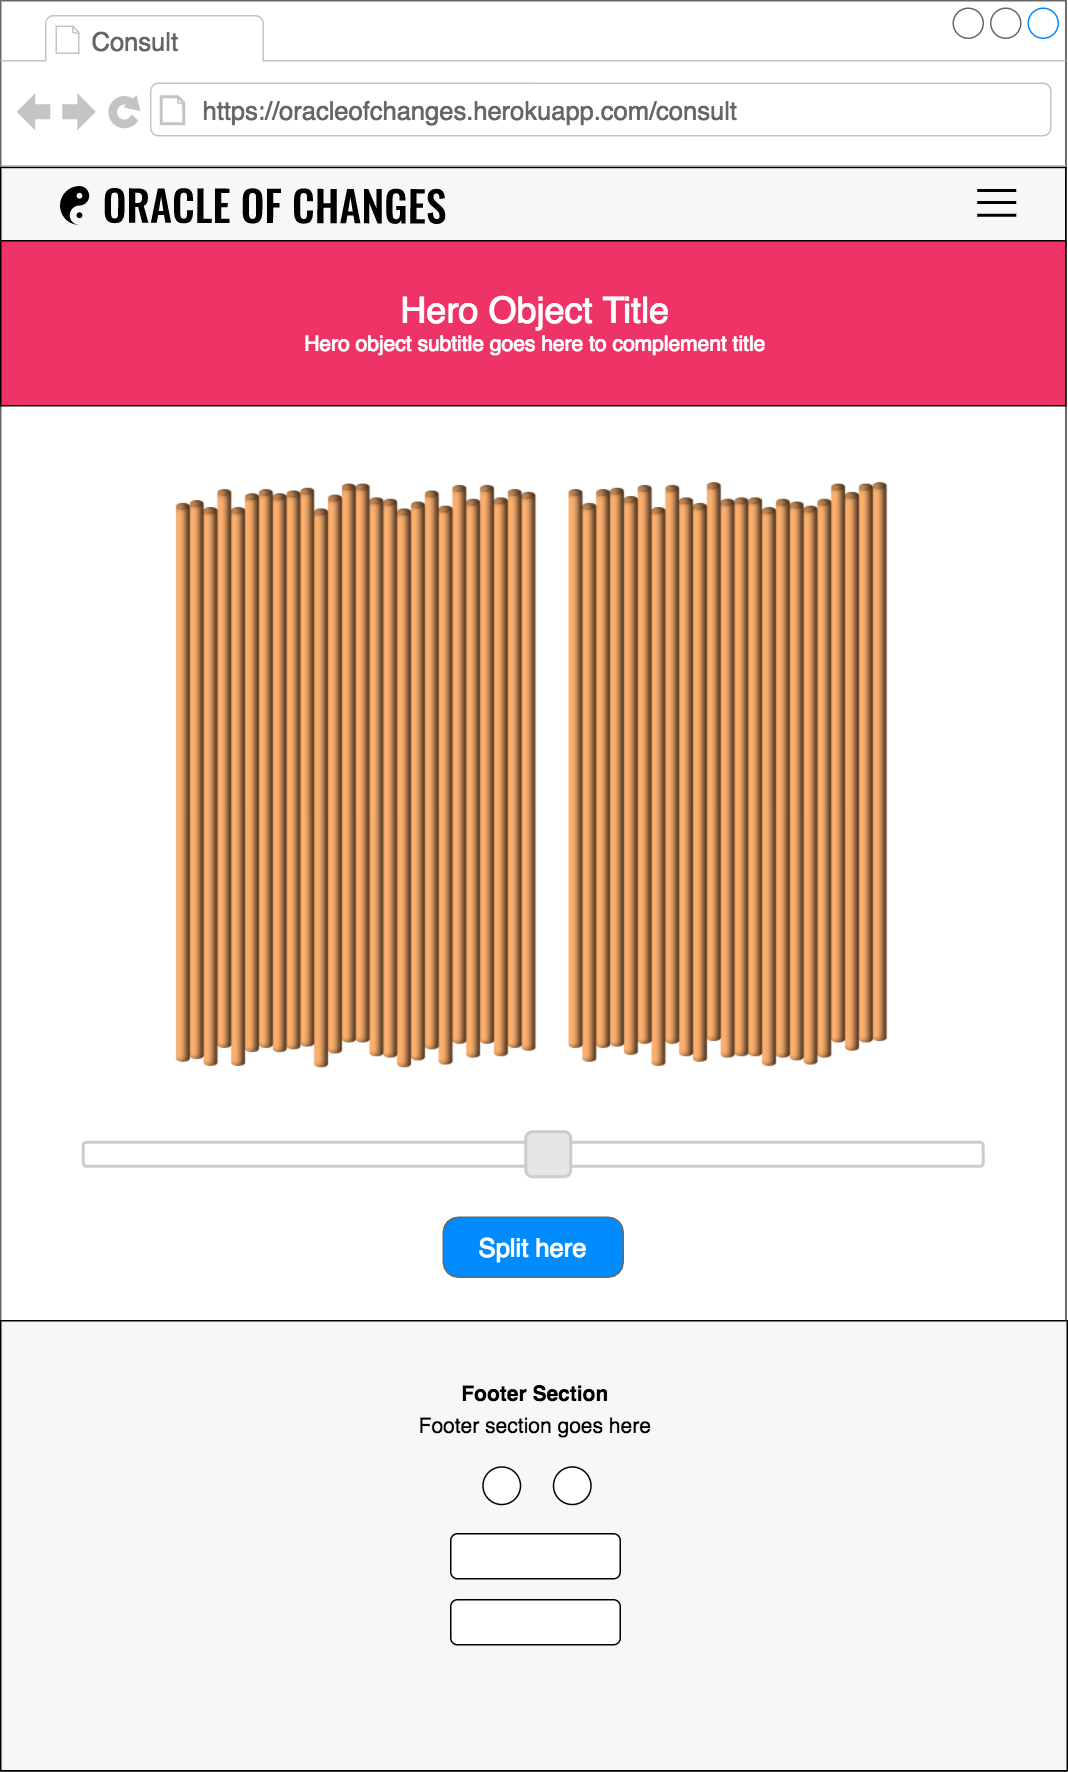 Consult
https://oracleofchanges.herokuapp.com/consult
ORACLE OF CHANGES
Hero Object Title
Hero object subtitle goes here to complement title
Split here
Footer Section
Footer section goes here